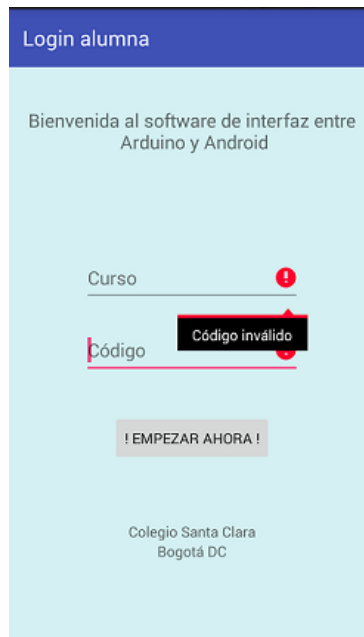 Login alumna
Bienvenida al software de interfaz entre
Arduino y Android
Curso
Código inválido
Código
! EMPEZAR AHORA !
Colegio Santa Clara
Bogotá DC